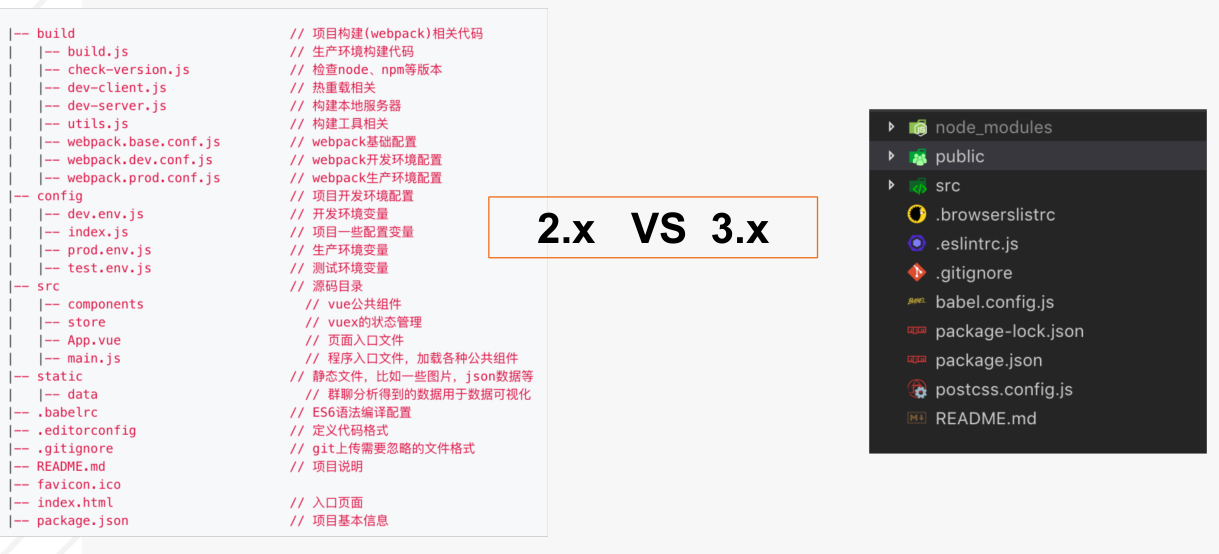 |-- build // 项目构建(webpack)相关代码
| |-- build.js // 生产环境构建代码
| |-- check-version.js // 检查node、npm等版本
| |-- dev-client.js // 热重载相关
| |-- dev-server.js // 构建本地服务器
| |-- utils.js // 构建工具相关
| |-- webpack.base.conf.js // webpack基础配置
| |-- webpack.dev.conf.js // webpack开发环境配置
| |-- webpack.prod.conf.js // webpack生产环境配置
|-- config // 项目开发环境配置
| |-- dev.env.js // 开发环境变量
| |-- index.js // 项目一些配置变量
| |-- prod.env.js // 生产环境变量
| |-- test.env.js // 测试环境变量
|-- src // 源码目录
| |-- components // vue公共组件
| |-- store // vuex的状态管理
| |-- App.vue // 页面入口文件
| |-- main.js // 程序入口文件，加载各种公共组件
|-- static // 静态文件，比如一些图片，json数据等
| |-- data // 群聊分析得到的数据用于数据可视化
|-- .babelrc // ES6语法编译配置
|-- .editorconfig // 定义代码格式
|-- .gitignore // git上传需要忽略的文件格式
|-- README.md // 项目说明
|-- favicon.ico
|-- index.html // 入口页面
|-- package.json // 项目基本信息
2.x VS 3.x
node_modules
public
src
.browserslistrc
.eslintrc.js
.gitignore
babel.config.js
package-lock.json
package.json
postcss.config.js
README.md